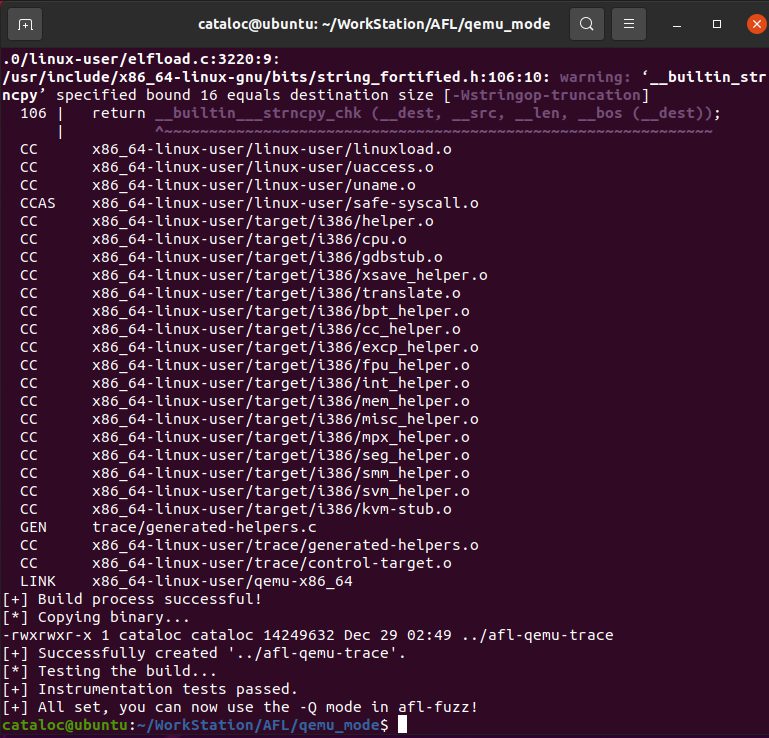 cataloc@ubuntu: ~/WorkStation/AFL/qemu_mode
.0/linux-user/elfload.c:3220:9:
/usr/include/x86_64-linux-gnu/bits/string_fortified.h:106:10: warning: ‘__builtin_str
ncpy’ specified bound 16 equals destination size [-Wstringop-truncation]
  106 |   return __builtin___strncpy_chk (__dest, __src, __len, __bos (__dest));
      |          ^~~~~~~~~~~~~~~~~~~~~~~~~~~~~~~~~~~~~~~~~~~~~~~~~~~~~~~~~~~~~~
  CC      x86_64-linux-user/linux-user/linuxload.o
  CC      x86_64-linux-user/linux-user/uaccess.o
  CC      x86_64-linux-user/linux-user/uname.o
  CCAS    x86_64-linux-user/linux-user/safe-syscall.o
  CC      x86_64-linux-user/target/i386/helper.o
  CC      x86_64-linux-user/target/i386/cpu.o
  CC      x86_64-linux-user/target/i386/gdbstub.o
  CC      x86_64-linux-user/target/i386/xsave_helper.o
  CC      x86_64-linux-user/target/i386/translate.o
  CC      x86_64-linux-user/target/i386/bpt_helper.o
  CC      x86_64-linux-user/target/i386/cc_helper.o
  CC      x86_64-linux-user/target/i386/excp_helper.o
  CC      x86_64-linux-user/target/i386/fpu_helper.o
  CC      x86_64-linux-user/target/i386/int_helper.o
  CC      x86_64-linux-user/target/i386/mem_helper.o
  CC      x86_64-linux-user/target/i386/misc_helper.o
  CC      x86_64-linux-user/target/i386/mpx_helper.o
  CC      x86_64-linux-user/target/i386/seg_helper.o
  CC      x86_64-linux-user/target/i386/smm_helper.o
  CC      x86_64-linux-user/target/i386/svm_helper.o
  CC      x86_64-linux-user/target/i386/kvm-stub.o
  GEN     trace/generated-helpers.c
  CC      x86_64-linux-user/trace/generated-helpers.o
  CC      x86_64-linux-user/trace/control-target.o
  LINK    x86_64-linux-user/qemu-x86_64
[+] Build process successful!
[*] Copying binary...
-rwxrwxr-x 1 cataloc cataloc 14249632 Dec 29 02:49 ../afl-qemu-trace
[+] Successfully created '../afl-qemu-trace'.
[*] Testing the build...
[+] Instrumentation tests passed.
[+] All set, you can now use the -Q mode in afl-fuzz!
cataloc@ubuntu:~/WorkStation/AFL/qemu_mode$